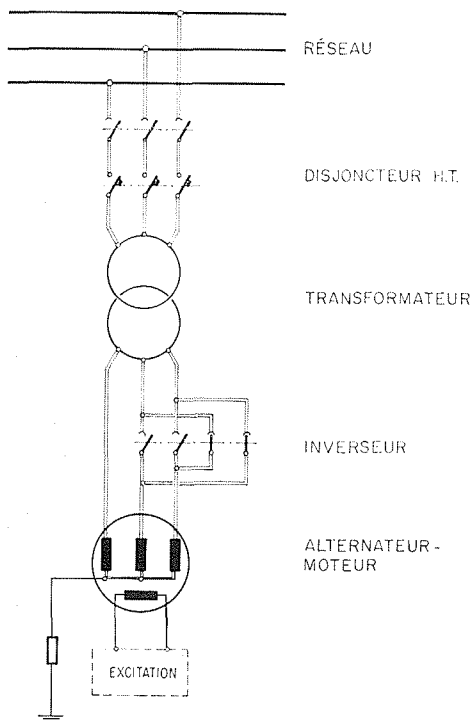 RÉSEAU
DISJONCTEUR H.T.
TRANSFORMATEUR
INVERSEUR
ALTERNATEUR -
MOTEUR
EXCITATION